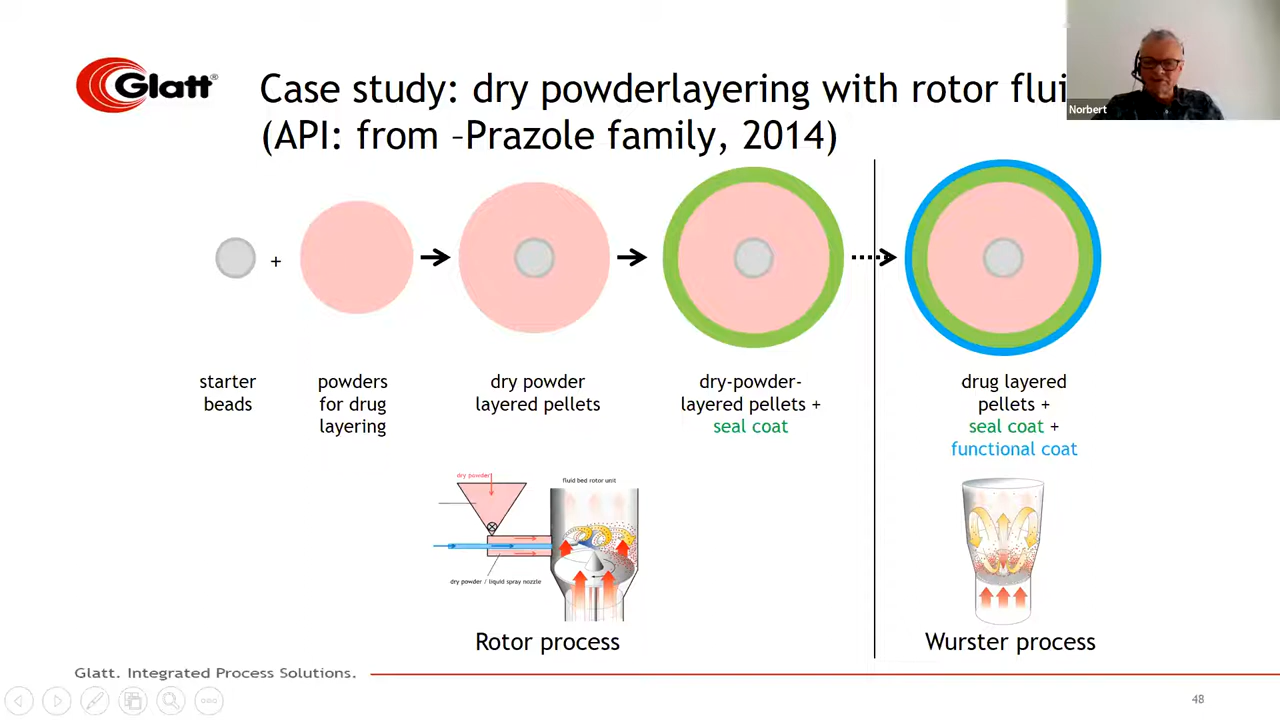 Glatt®
Case study: dry powderlayering with rotor flui
(API: from –Prazole family, 2014)
Norbert
+
starter
beads
powders
for drug
layering
dry powder
layered pellets
dry-powder-
layered pellets +
seal coat
drug layered
pellets +
seal coat +
functional coat
dry powder
fluid bed rotor unit
dry powder / liquid spray nozzle
Rotor process
Wurster process
Glatt. Integrated Process Solutions.
48